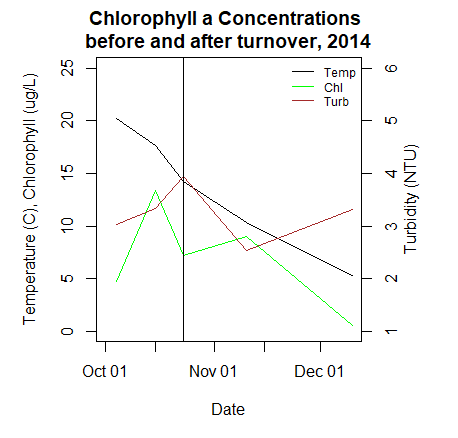 Chlorophyll a Concentrations
before and after turnover, 2014
Temperature (C), Chlorophyll (ug/L)
25
20
15
10
5
0
Temp
Chl
Turb
6
5
4
3
2
1
Turbidity (NTU)
Oct 01 Nov 01 Dec 01
Date